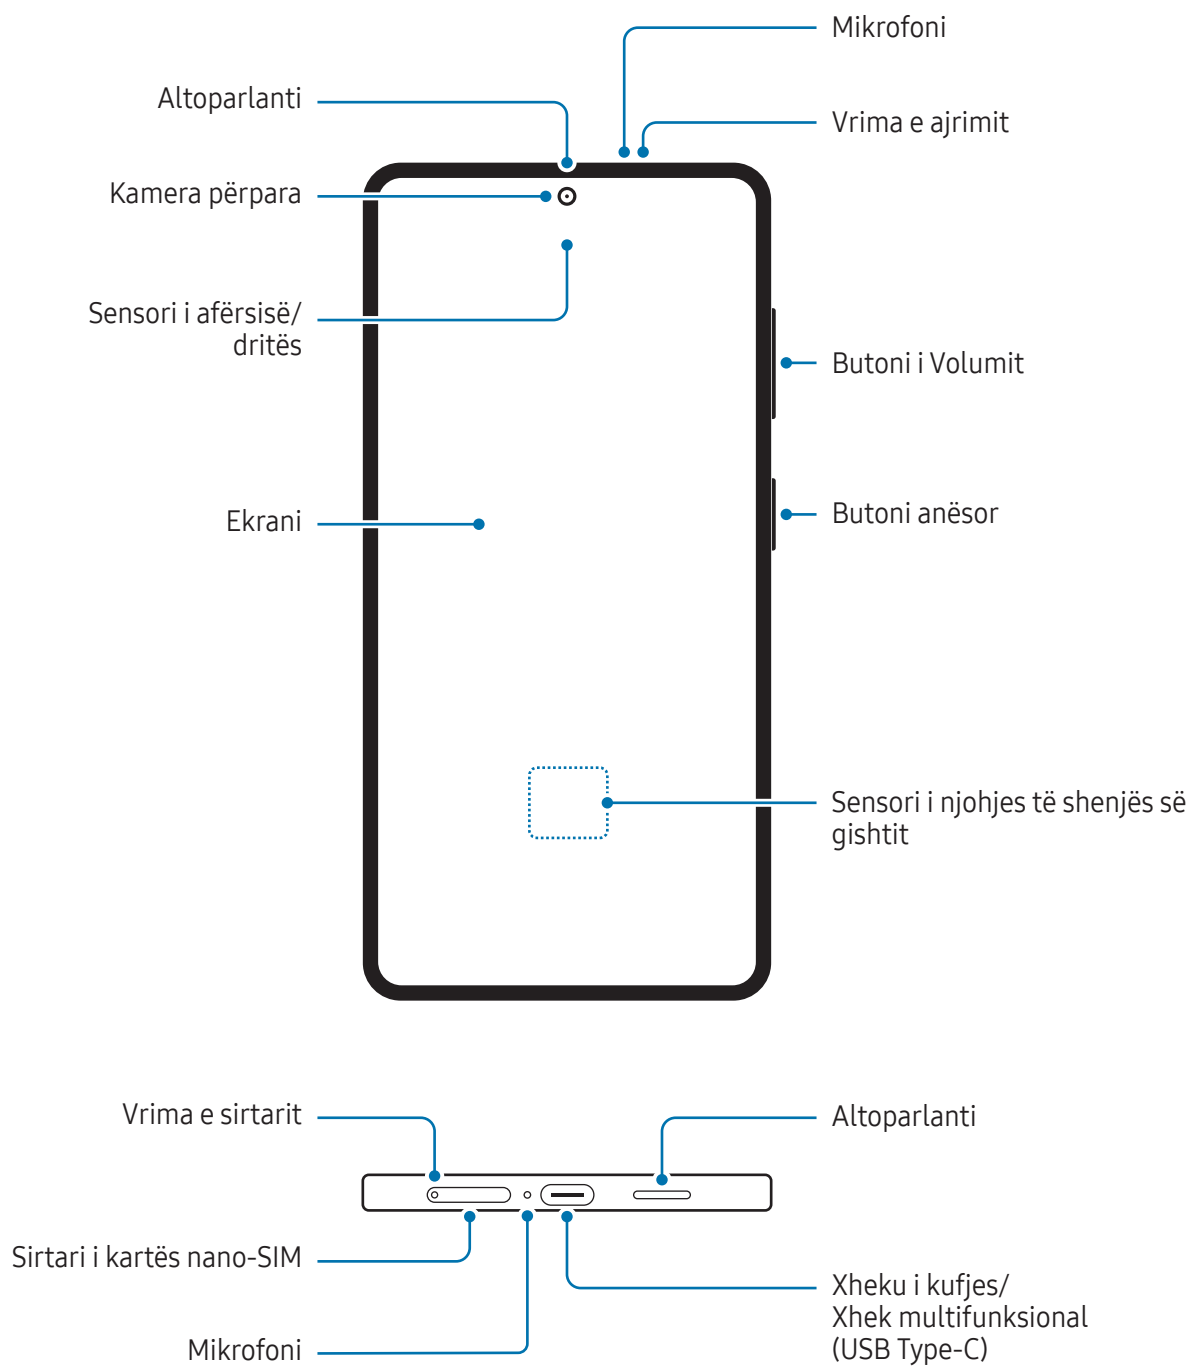 Mikrofoni
Altoparlanti
Vrima e ajrimit
Kamera përpara
Sensori i afërsisë/
dritës
Butoni i Volumit
Ekrani
Butoni anësor
Sensori i njohjes të shenjës së
gishtit
Vrima e sirtarit
Altoparlanti
Sirtari i kartës nano-SIM
Xheku i kufjes/
Xhek multifunksional
(USB Type-C)
Mikrofoni